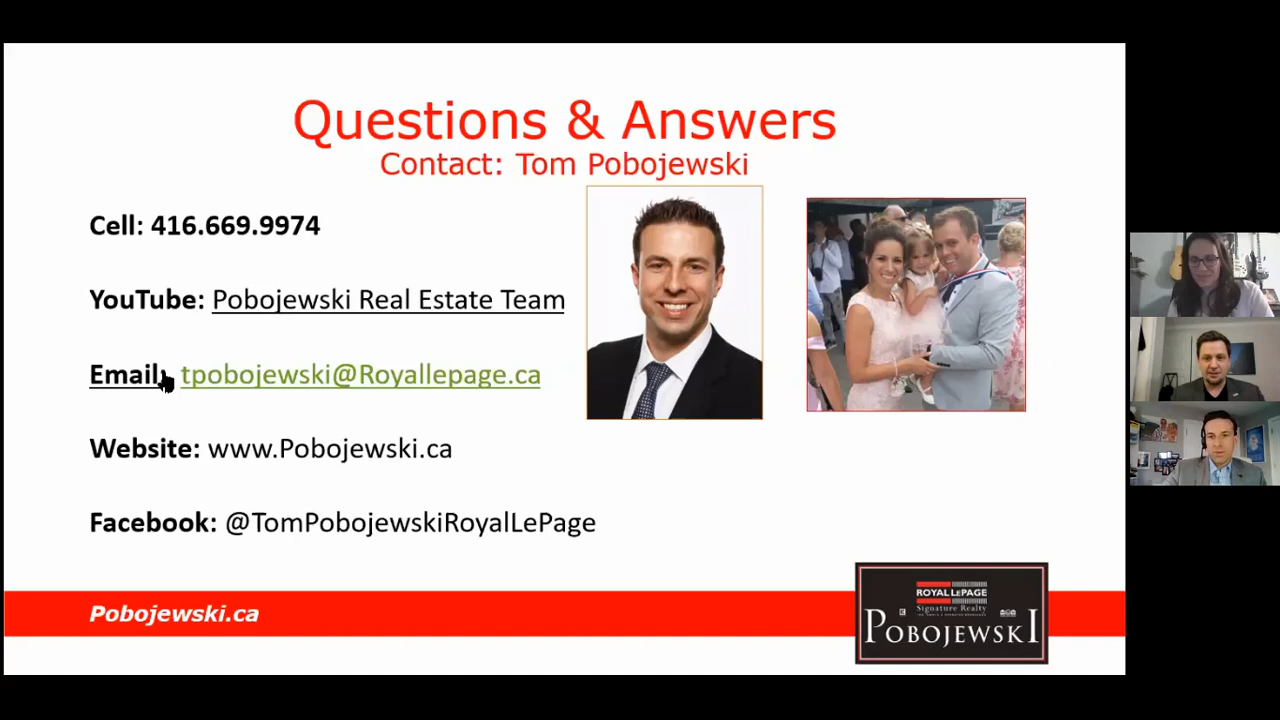 Questions & Answers
Contact: Tom Pobojewski
Cell: 416.669.9974
YouTube: Pobojewski Real Estate Team
Email: tpobojewski@Royallepage.ca
Website: www.Pobojewski.ca
Facebook: @TomPobojewskiRoyalLePage
Pobojewski.ca
ROYAL LEPAGE
Signature Realty
POBOJEWSKI